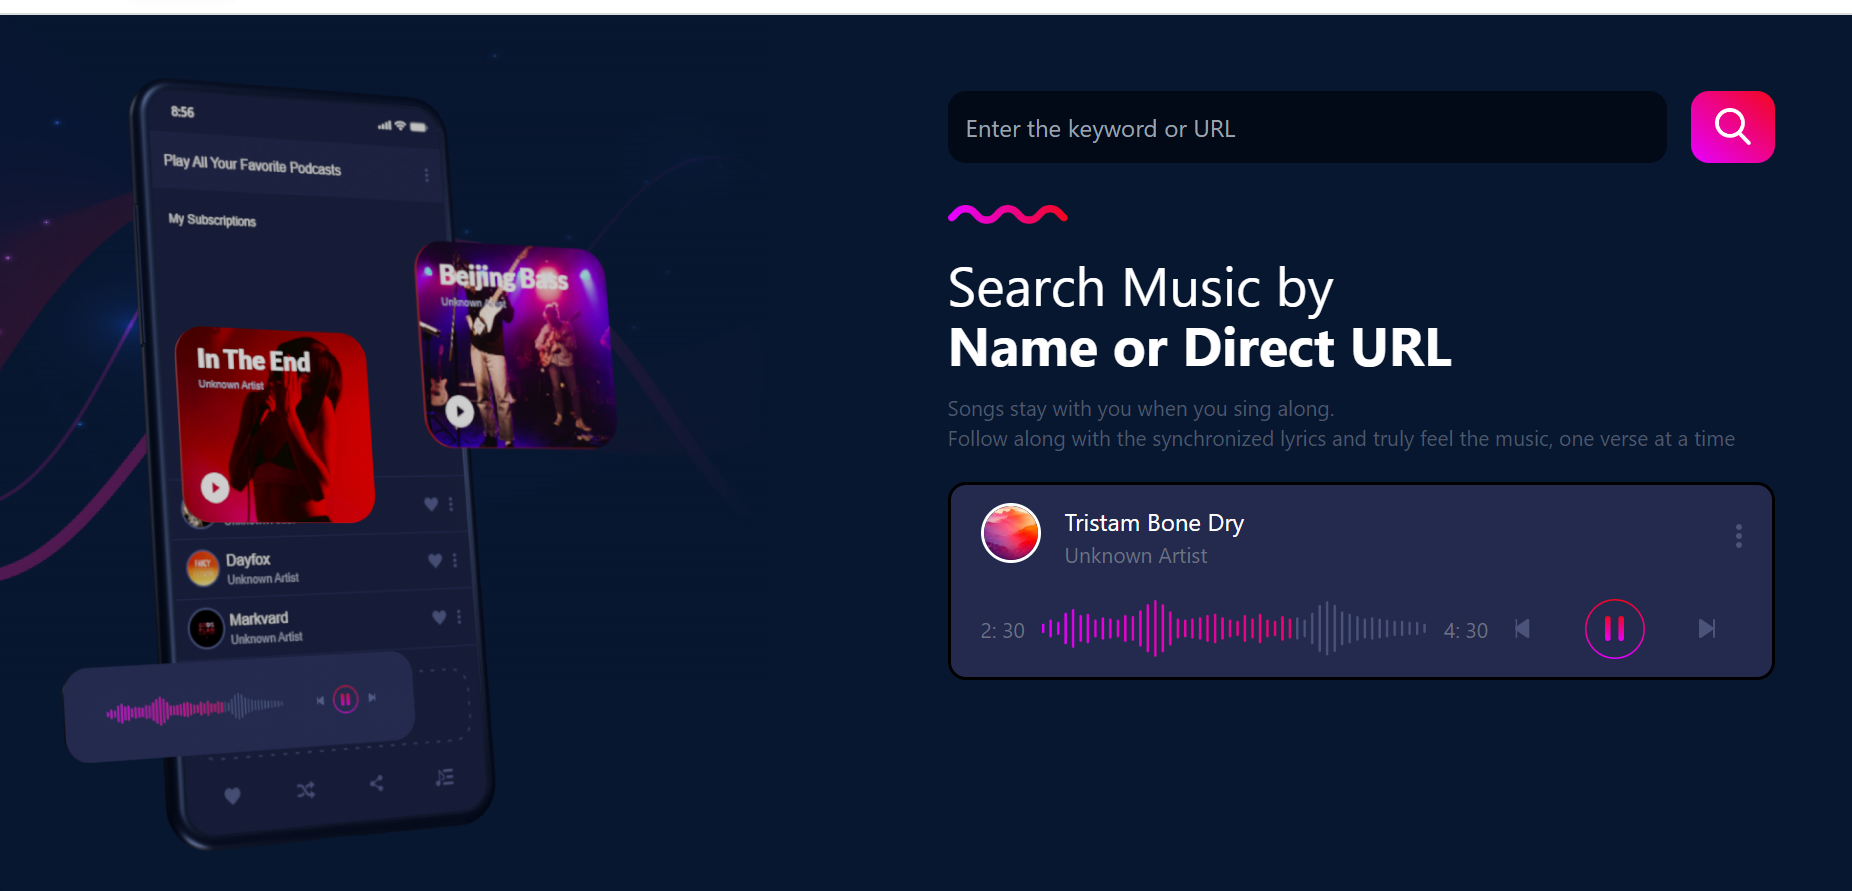 8:56
Play All Your Favorite Podcasts
My Subscriptions
Beijing Bass
Unknown Artist
In The End
Unknown Artist
Dayfox
Unknown Artist
Markvard
Unknown Artist
Enter the keyword or URL
Search Music by
Name or Direct URL
Songs stay with you when you sing along.
Follow along with the synchronized lyrics and truly feel the music, one verse at a time
Tristam Bone Dry
Unknown Artist
2: 30
4: 30